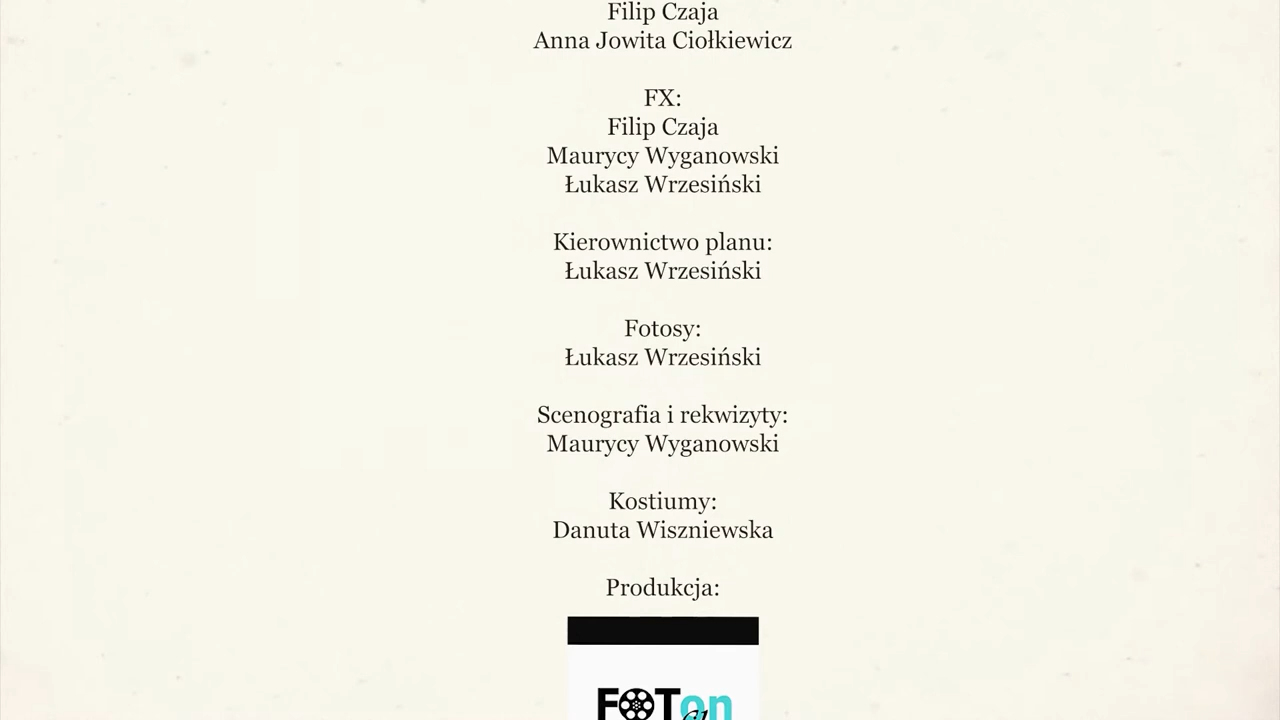 Filip Czaja
Anna Jowita Ciołkiewicz
FX:
Filip Czaja
Maurycy Wyganowski
Łukasz Wrzesiński
Kierownictwo planu:
Łukasz Wrzesiński
Fotosy:
Łukasz Wrzesiński
Scenografia i rekwizyty:
Maurycy Wyganowski
Kostiumy:
Danuta Wiszniewska
Produkcja:
FOTon